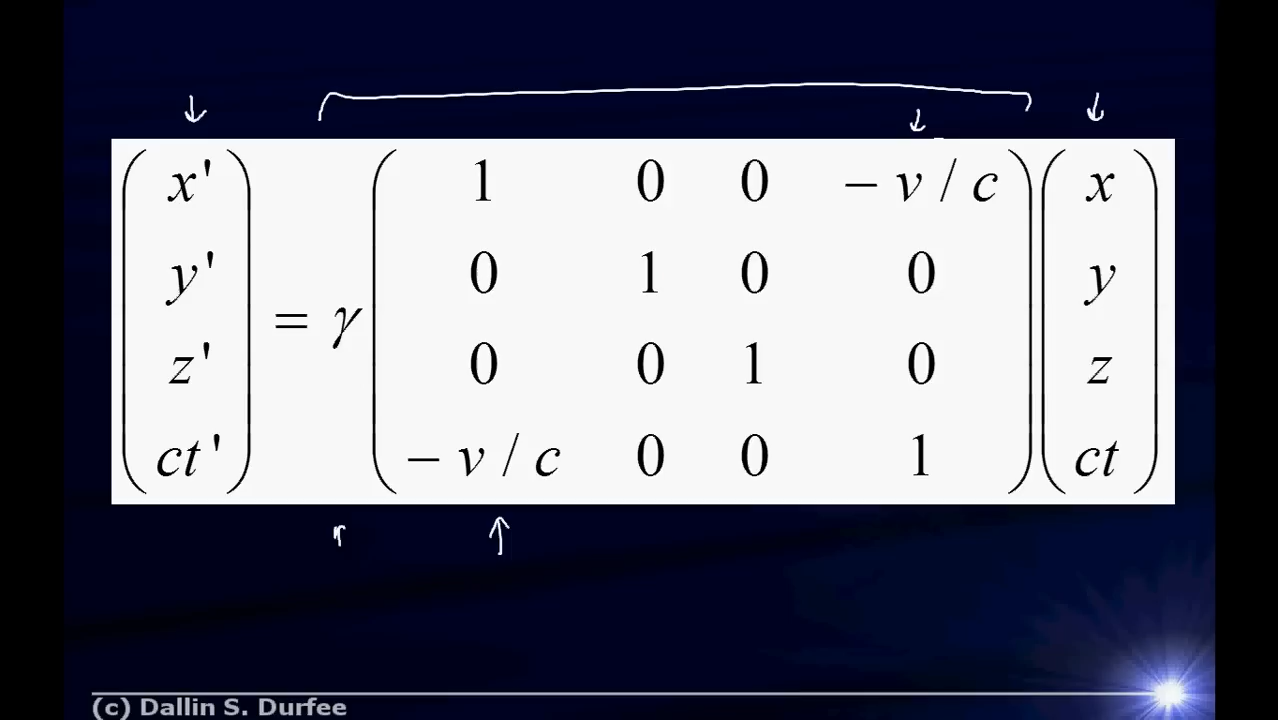 ( x' ) = γ ( 1 0 0 − v / c ) ( x )
( y' ) ( 0 1 0 0 ) ( y )
( z' ) ( 0 0 1 0 ) ( z )
( ct' ) ( − v / c 0 0 1 ) ( ct )
(c) Dallin S. Durfee